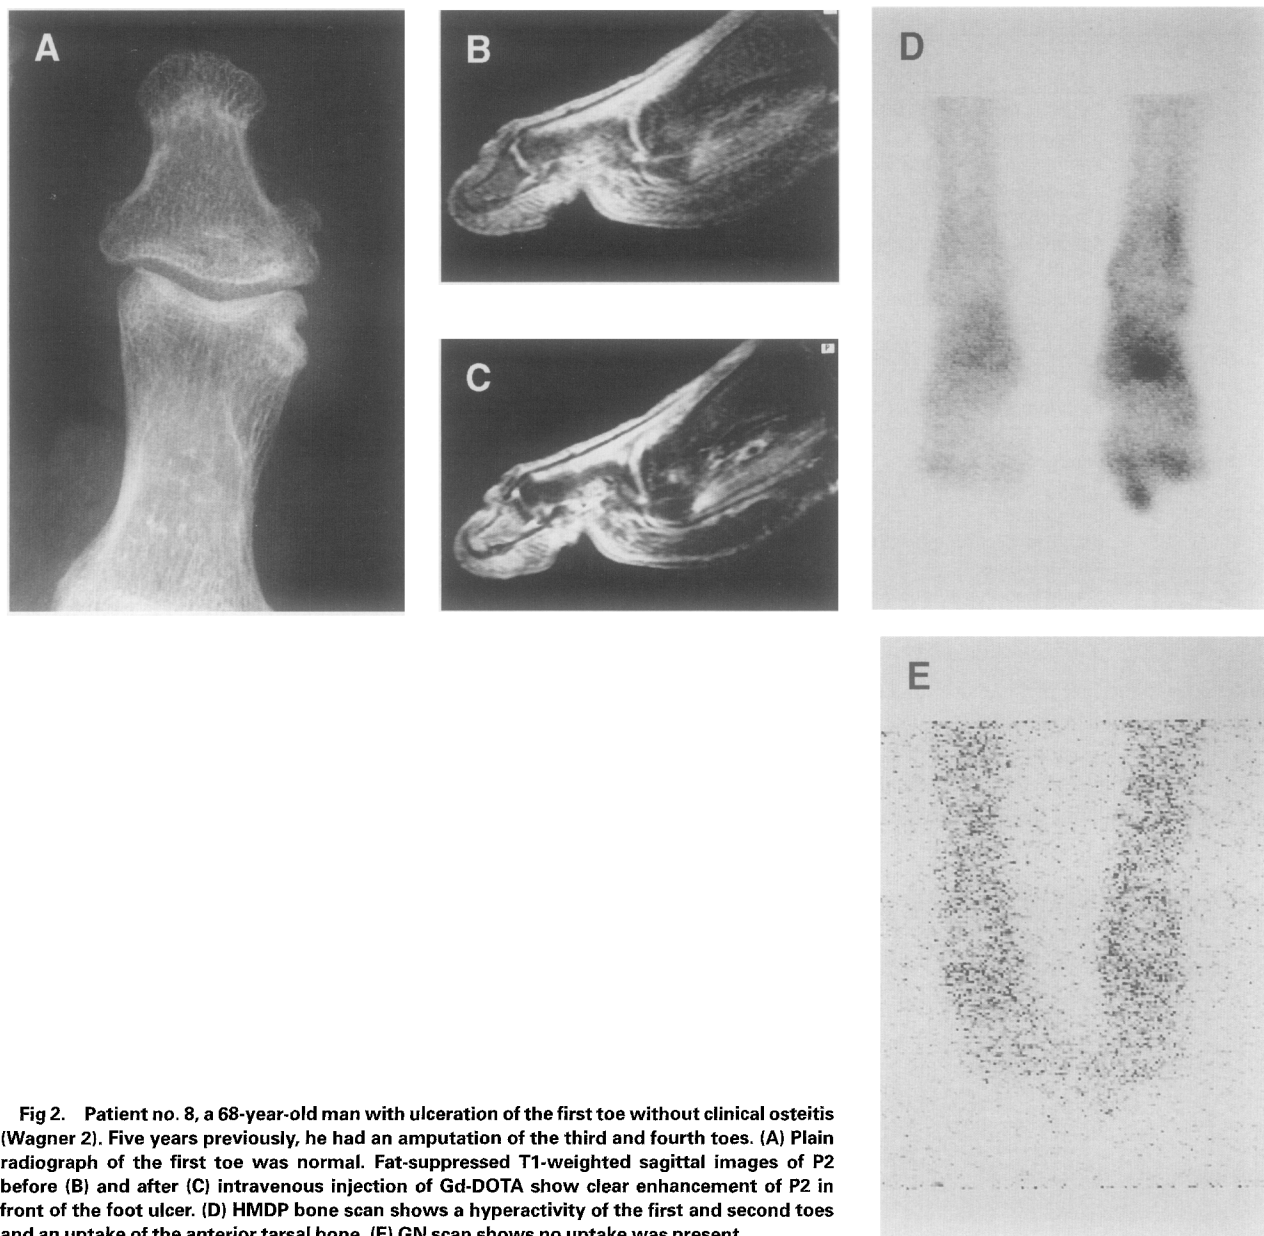 A
B
C
D
E
Fig 2. Patient no. 8, a 68-year-old man with ulceration of the first toe without clinical osteitis
(Wagner 2). Five years previously, he had an amputation of the third and fourth toes. (A) Plain
radiograph of the first toe was normal. Fat-suppressed T1-weighted sagittal images of P2
before (B) and after (C) intravenous injection of Gd-DOTA show clear enhancement of P2 in
front of the foot ulcer. (D) HMDP bone scan shows a hyperactivity of the first and second toes
and an uptake of the anterior tarsal bone. (E) GN scan shows no uptake was present.